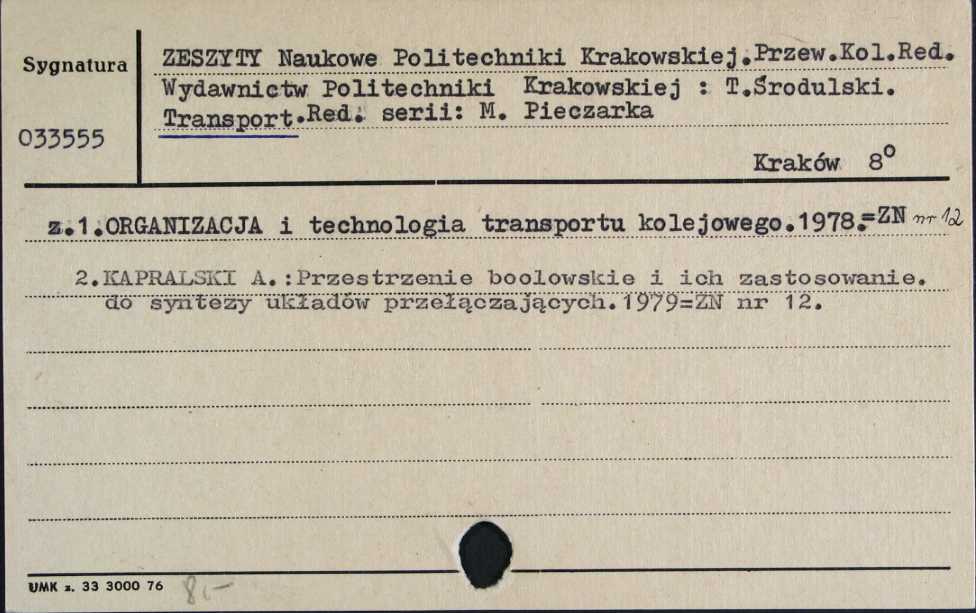 Sygnatura
033555
ZESZYTY Naukowe Politechniki Krakowskiej.Przew.Kol.Red.
Wydawnictw Politechniki Krakowskiej : T.Środulski.
Transport.Red. serii: M. Pieczarka
Kraków 8º
z.1.ORGANIZACJA i technologia transportu kolejowego.1978.=ZN nr 12
2.KAPRALSKI A.:Przestrzenie boolowskie i ich zastosowanie.
do syntezy układów przełączających.1979=ZN nr 12.
UMK z. 33 3000 76 8,-